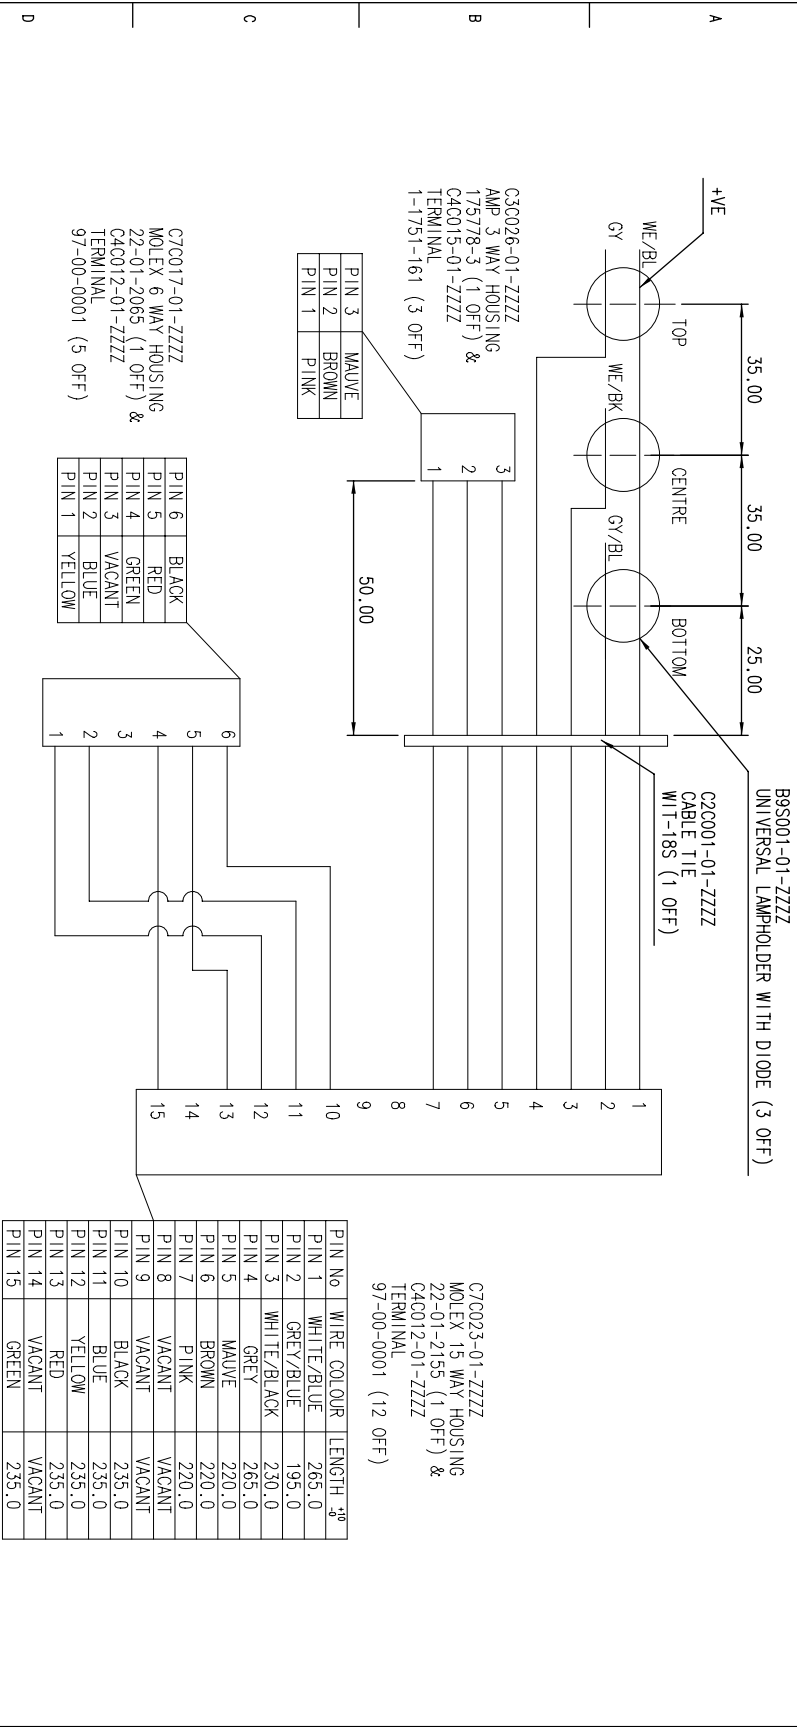 A
B
C
D
+VE
WE/BL
GY
TOP
35.00
WE/BK
CENTRE
35.00
GY/BL
BOTTOM
25.00
B9S001-01-ZZZZ
UNIVERSAL LAMPHOLDER WITH DIODE (3 OFF)
C2C001-01-ZZZZ
CABLE TIE
WIT-18S (1 OFF)
C3C026-01-ZZZZ
AMP 3 WAY HOUSING
175778-3 (1 OFF) &
C4C015-01-ZZZZ
TERMINAL
1-1751-161 (3 OFF)
PIN 3 MAUVE
PIN 2 BROWN
PIN 1 PINK
3
2
1
50.00
C7C017-01-ZZZZ
MOLEX 6 WAY HOUSING
22-01-2065 (1 OFF) &
C4C012-01-ZZZZ
TERMINAL
97-00-0001 (5 OFF)
PIN 6 BLACK
PIN 5 RED
PIN 4 GREEN
PIN 3 VACANT
PIN 2 BLUE
PIN 1 YELLOW
6
5
4
3
2
1
1
2
3
4
5
6
7
8
9
10
11
12
13
14
15
C7C023-01-ZZZZ
MOLEX 15 WAY HOUSING
22-01-2155 (1 OFF) &
C4C012-01-ZZZZ
TERMINAL
97-00-0001 (12 OFF)
PIN No WIRE COLOUR LENGTH +10 -0
PIN 1 WHITE/BLUE 265.0
PIN 2 GREY/BLUE 195.0
PIN 3 WHITE/BLACK 230.0
PIN 4 GREY 265.0
PIN 5 MAUVE 220.0
PIN 6 BROWN 220.0
PIN 7 PINK 220.0
PIN 8 VACANT VACANT
PIN 9 VACANT VACANT
PIN 10 BLACK 235.0
PIN 11 BLUE 235.0
PIN 12 YELLOW 235.0
PIN 13 RED 235.0
PIN 14 VACANT VACANT
PIN 15 GREEN 235.0